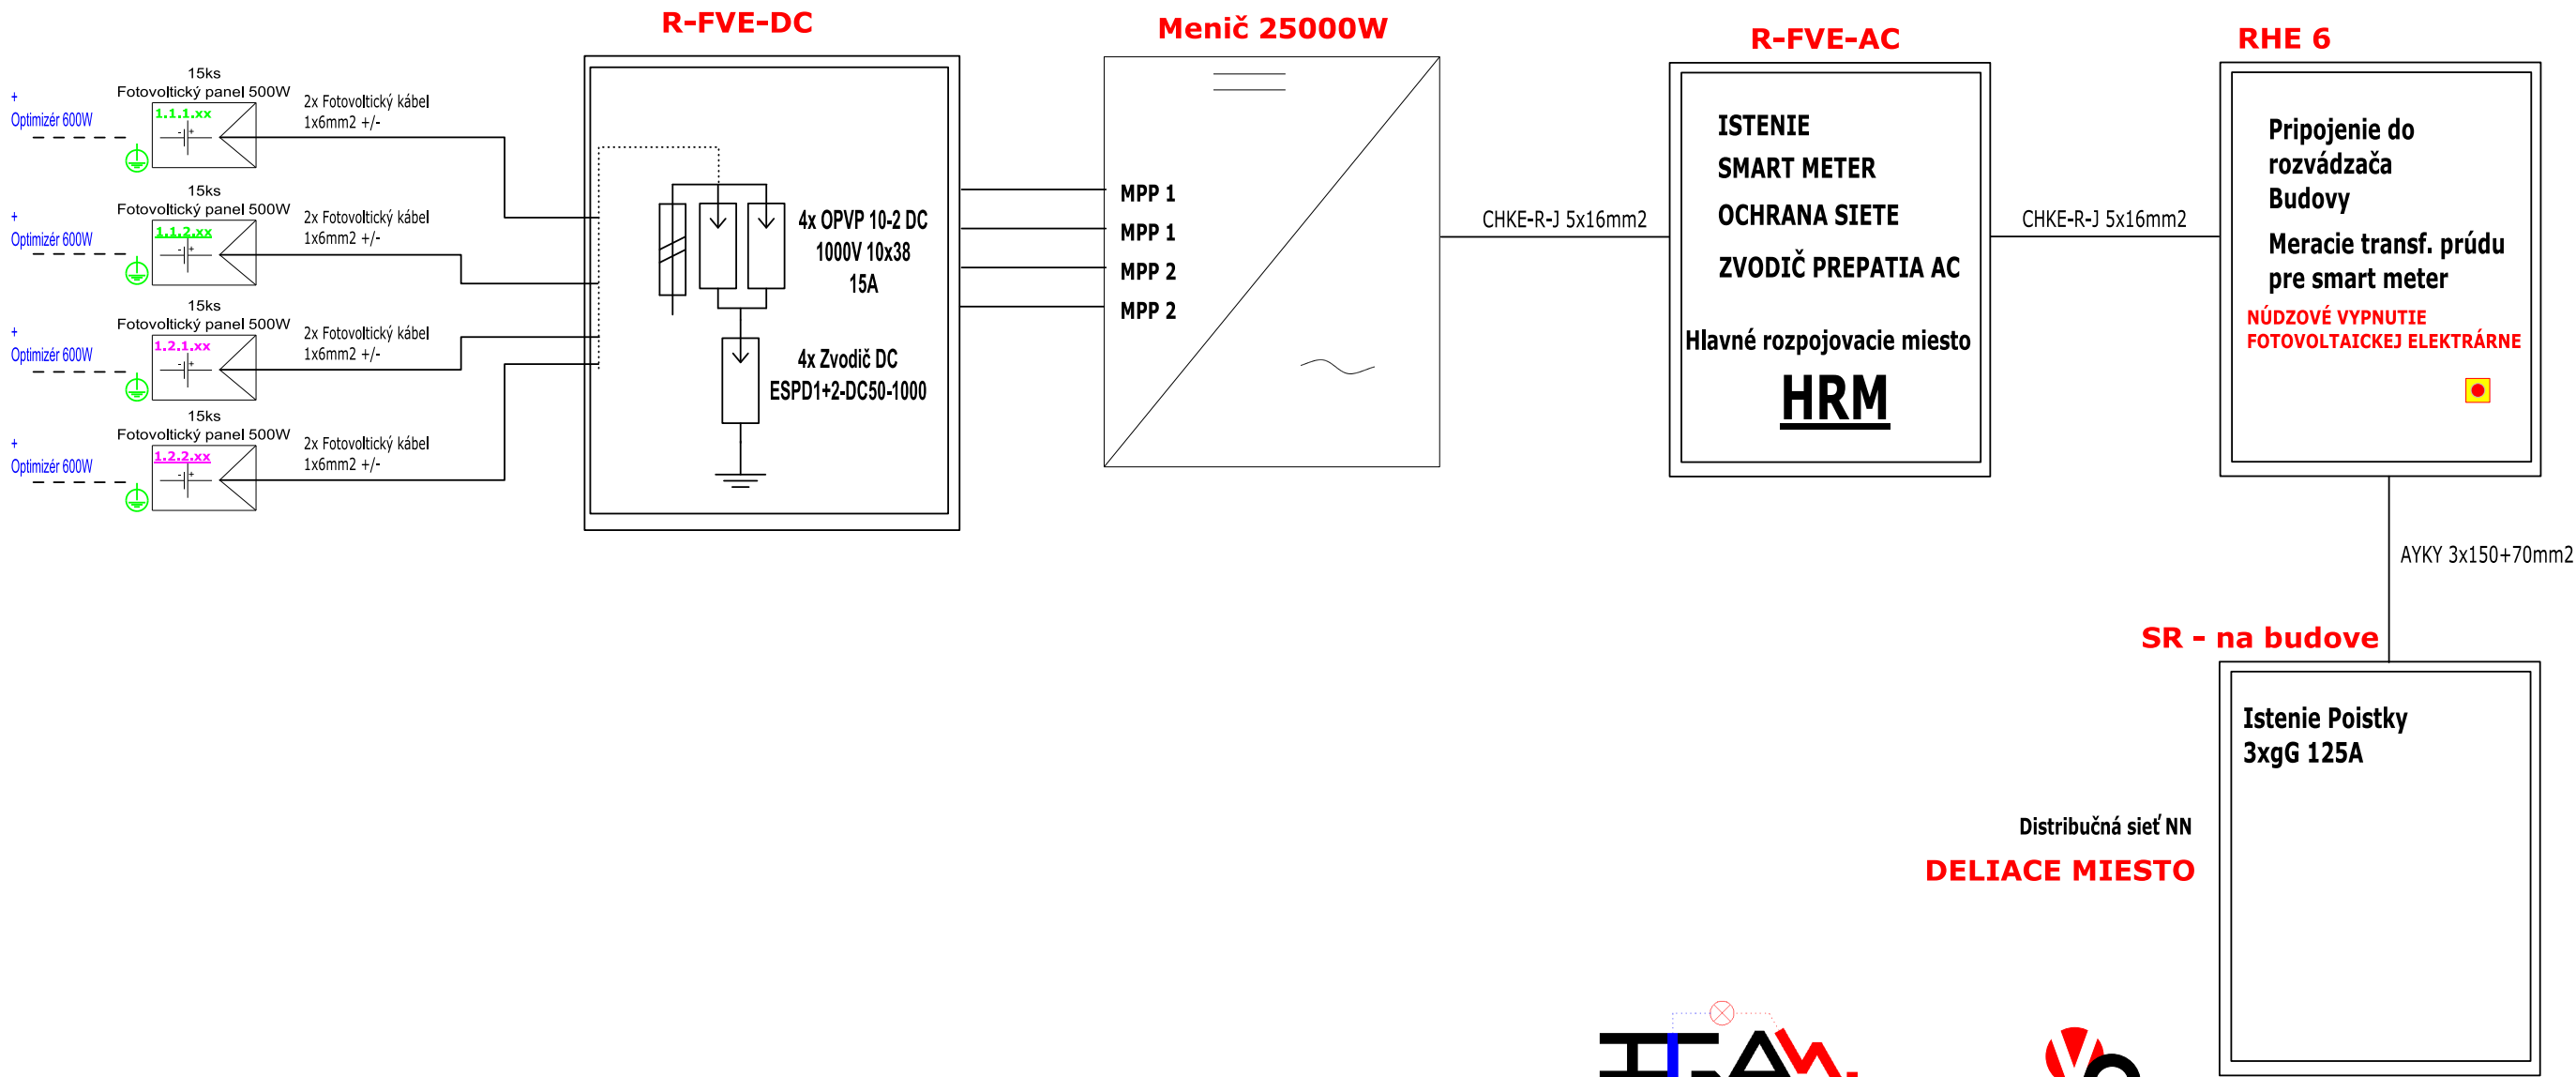 R-FVE-DC
Menič 25000W
R-FVE-AC
RHE 6
15ks
Fotovoltický panel 500W
+
Optimizér 600W
1.1.1.xx
- +
2x Fotovoltický kábel
1x6mm2 +/-
15ks
Fotovoltický panel 500W
+
Optimizér 600W
1.1.2.xx
- +
2x Fotovoltický kábel
1x6mm2 +/-
15ks
Fotovoltický panel 500W
+
Optimizér 600W
1.2.1.xx
- +
2x Fotovoltický kábel
1x6mm2 +/-
15ks
Fotovoltický panel 500W
+
Optimizér 600W
1.2.2.xx
- +
2x Fotovoltický kábel
1x6mm2 +/-
4x OPVP 10-2 DC
1000V 10x38
15A
4x Zvodič DC
ESPD1+2-DC50-1000
MPP 1
MPP 1
MPP 2
MPP 2
CHKE-R-J 5x16mm2
ISTENIE
SMART METER
OCHRANA SIETE
ZVODIČ PREPATIA AC
Hlavné rozpojovacie miesto
HRM
CHKE-R-J 5x16mm2
Pripojenie do
rozvádzača
Budovy
Meracie transf. prúdu
pre smart meter
NÚDZOVÉ VYPNUTIE
FOTOVOLTAICKEJ ELEKTRÁRNE
AYKY 3x150+70mm2
SR - na budove
Istenie Poistky
3xgG 125A
Distribučná sieť NN
DELIACE MIESTO